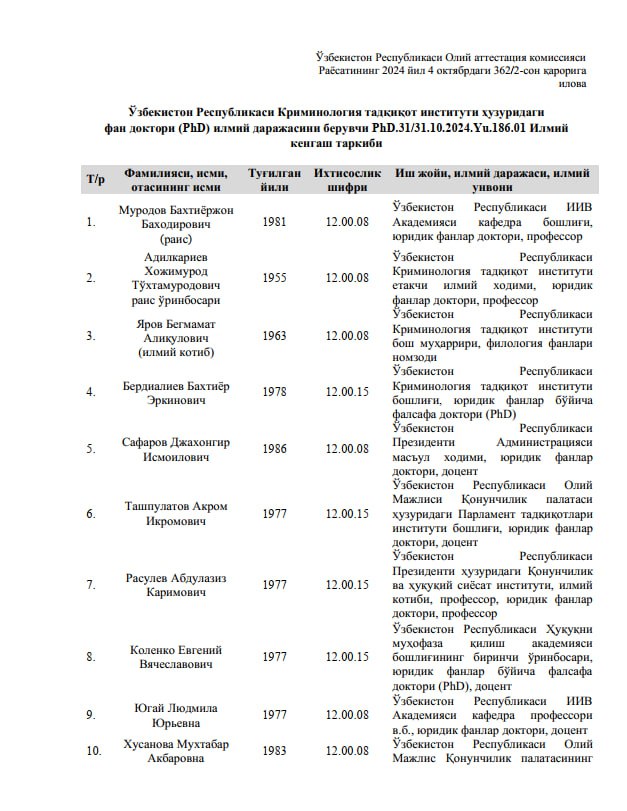 Ўзбекистон Республикаси Олий аттестация комиссияси
Раёсатининг 2024 йил 4 октябрдаги 362/2-сон қарорига
илова
Ўзбекистон Республикаси Криминология тадқиқот институти ҳузуридаги
фан доктори (PhD) илмий даражасини берувчи PhD.31/31.10.2024.Yu.186.01 Илмий
кенгаш таркиби
Т/р
Фамилияси, исми,
отасининг исми
Туғилган
йили
Ихтисослик
шифри
Иш жойи, илмий даражаси, илмий
унвони
1.
Муродов Бахтиёржон
Баходирович
(раис)
1981
12.00.08
Ўзбекистон Республикаси ИИВ
Академияси кафедра бошлиғи,
юридик фанлар доктори, профессор
2.
Адилкариев
Хожимурод
Тўхтамуродович
раис ўринбосари
1955
12.00.08
Ўзбекистон Республикаси
Криминология тадқиқот институти
етакчи илмий ходими, юридик
фанлар доктори, профессор
3.
Яров Бегмамат
Алиқулович
(илмий котиб)
1963
12.00.08
Ўзбекистон Республикаси
Криминология тадқиқот институти
бош муҳаррири, филология фанлари
номзоди
4.
Бердиалиев Бахтиёр
Эркинович
1978
12.00.15
Ўзбекистон Республикаси
Криминология тадқиқот институти
бошлиғи, юридик фанлар бўйича
фалсафа доктори (PhD)
5.
Сафаров Джахонгир
Исмоилович
1986
12.00.08
Ўзбекистон Республикаси
Президенти Администрацияси
масъул ходими, юридик фанлар
доктори, доцент
6.
Ташпулатов Акром
Икромович
1977
12.00.15
Ўзбекистон Республикаси Олий
Мажлиси Қонунчилик палатаси
ҳузуридаги Парламент тадқиқотлари
институти бошлиғи, юридик фанлар
доктори, доцент
7.
Расулев Абдулазиз
Каримович
1977
12.00.15
Ўзбекистон Республикаси
Президенти ҳузуридаги Қонунчилик
ва ҳуқуқий сиёсат институти, илмий
котиби, профессор, юридик фанлар
доктори, профессор
8.
Коленко Евгений
Вячеславович
1977
12.00.15
Ўзбекистон Республикаси Ҳуқуқни
муҳофаза қилиш академияси
бошлиғининг биринчи ўринбосари,
юридик фанлар бўйича фалсафа
доктори (PhD), доцент
9.
Югай Людмила
Юрьевна
1977
12.00.08
Ўзбекистон Республикаси ИИВ
Академияси кафедра профессори
в.б., юридик фанлар доктори, доцент
10.
Хусанова Мухтабар
Акбаровна
1983
12.00.08
Ўзбекистон Республикаси Олий
Мажлис Қонунчилик палатасининг